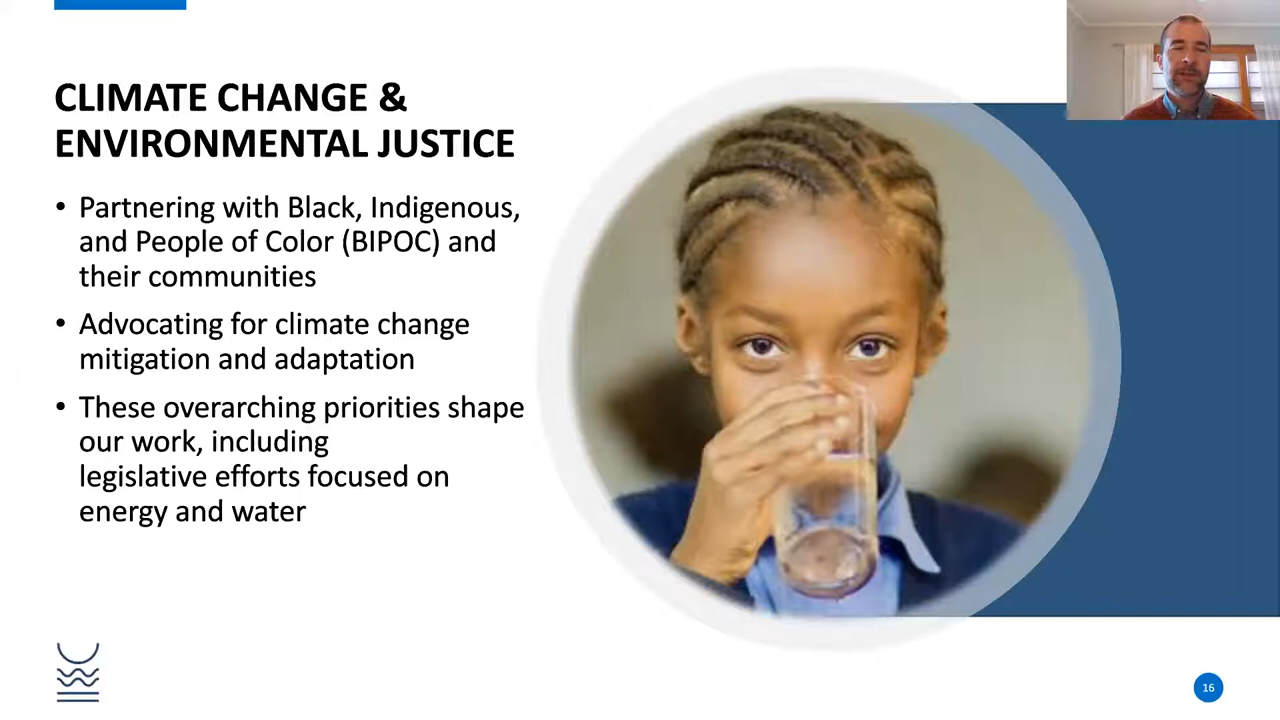 CLIMATE CHANGE &
ENVIRONMENTAL JUSTICE
• Partnering with Black, Indigenous,
and People of Color (BIPOC) and
their communities
• Advocating for climate change
mitigation and adaptation
• These overarching priorities shape
our work, including
legislative efforts focused on
energy and water
16